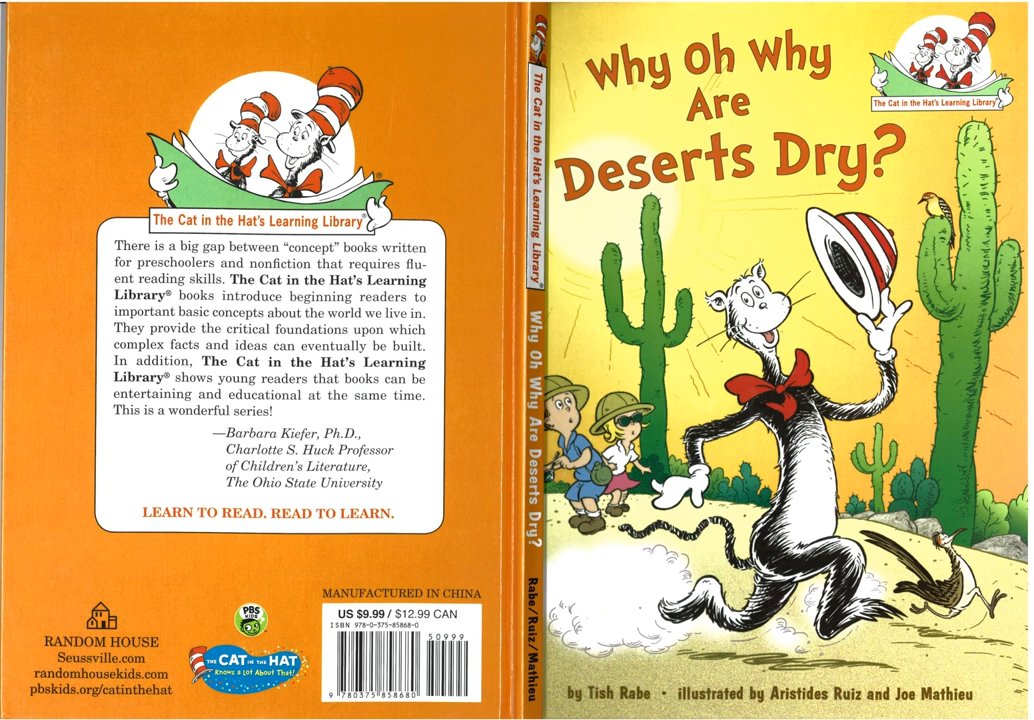 The Cat in the Hat's Learning Library®
There is a big gap between “concept” books written
for preschoolers and nonfiction that requires flu-
ent reading skills. The Cat in the Hat's Learning
Library® books introduce beginning readers to
important basic concepts about the world we live in.
They provide the critical foundations upon which
complex facts and ideas can eventually be built.
In addition, The Cat in the Hat's Learning
Library® shows young readers that books can be
entertaining and educational at the same time.
This is a wonderful series!
—Barbara Kiefer, Ph.D.,
Charlotte S. Huck Professor
of Children's Literature,
The Ohio State University
LEARN TO READ. READ TO LEARN.
RANDOM HOUSE
Seussville.com
randomhousekids.com
pbskids.org/catinthehat
PBS
KIDS
THE CAT IN THE HAT
Knows a Lot About That!
MANUFACTURED IN CHINA
US $9.99 / $12.99 CAN
ISBN 978-0-375-85868-0
50999
9 780375 858680
The Cat in the Hat's Learning Library®
Why Oh Why Are Deserts Dry?
Rabe/Ruiz/Mathieu
Why Oh Why
Are
Deserts Dry?
The Cat in the Hat's Learning Library®
by Tish Rabe • illustrated by Aristides Ruiz and Joe Mathieu